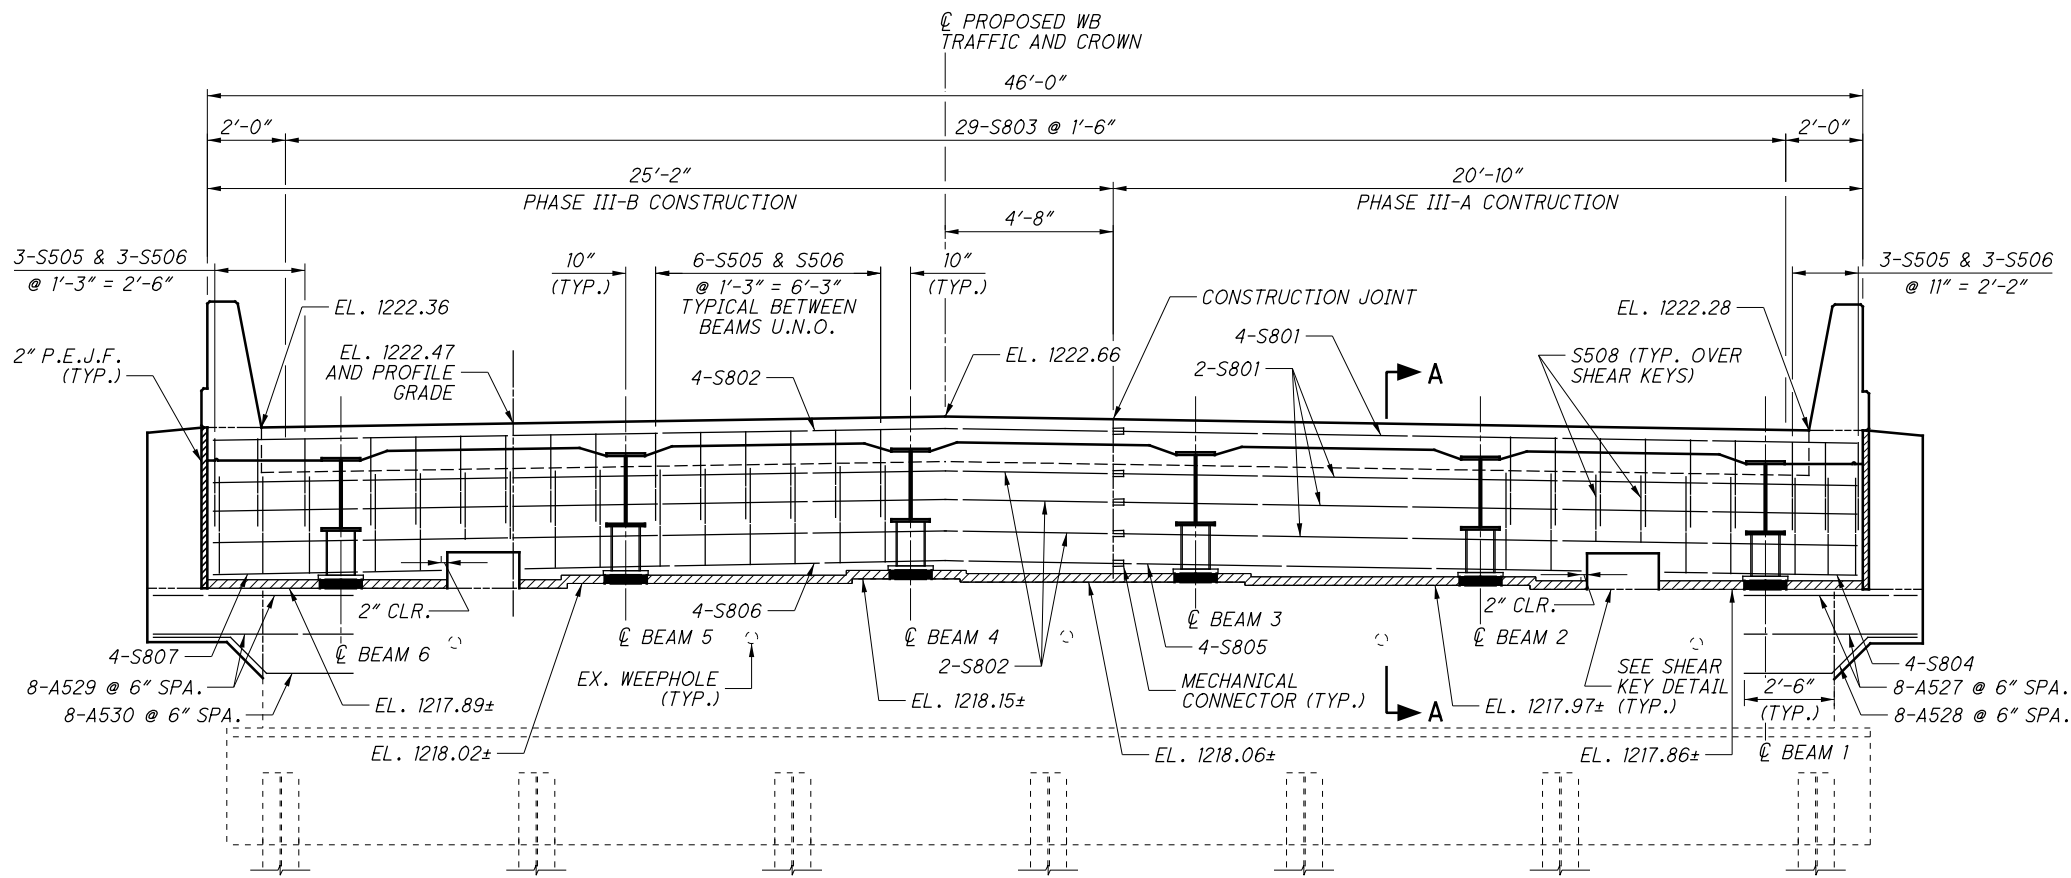 ℄ PROPOSED WB
TRAFFIC AND CROWN
46'-0"
2'-0"
29-S803 @ 1'-6"
2'-0"
25'-2"
PHASE III-B CONSTRUCTION
20'-10"
PHASE III-A CONTRUCTION
4'-8"
3-S505 & 3-S506
@ 1'-3" = 2'-6"
10"
(TYP.)
6-S505 & S506
@ 1'-3" = 6'-3"
TYPICAL BETWEEN
BEAMS U.N.O.
10"
(TYP.)
3-S505 & 3-S506
@ 11" = 2'-2"
EL. 1222.36
CONSTRUCTION JOINT
EL. 1222.28
2" P.E.J.F.
(TYP.)
EL. 1222.47
AND PROFILE
GRADE
4-S802
EL. 1222.66
4-S801
2-S801
A
S508 (TYP. OVER
SHEAR KEYS)
2" CLR.
4-S806
℄ BEAM 5
℄ BEAM 4
℄ BEAM 3
2" CLR.
℄ BEAM 2
4-S807
℄ BEAM 6
2-S802
4-S805
4-S804
8-A529 @ 6" SPA.
8-A530 @ 6" SPA.
EL. 1217.89±
EX. WEEPHOLE
(TYP.)
EL. 1218.15±
MECHANICAL
CONNECTOR (TYP.)
A
EL. 1217.97±
SEE SHEAR
KEY DETAIL
(TYP.)
2'-6"
(TYP.)
8-A527 @ 6" SPA.
8-A528 @ 6" SPA.
EL. 1218.02±
EL. 1218.06±
EL. 1217.86±
℄ BEAM 1